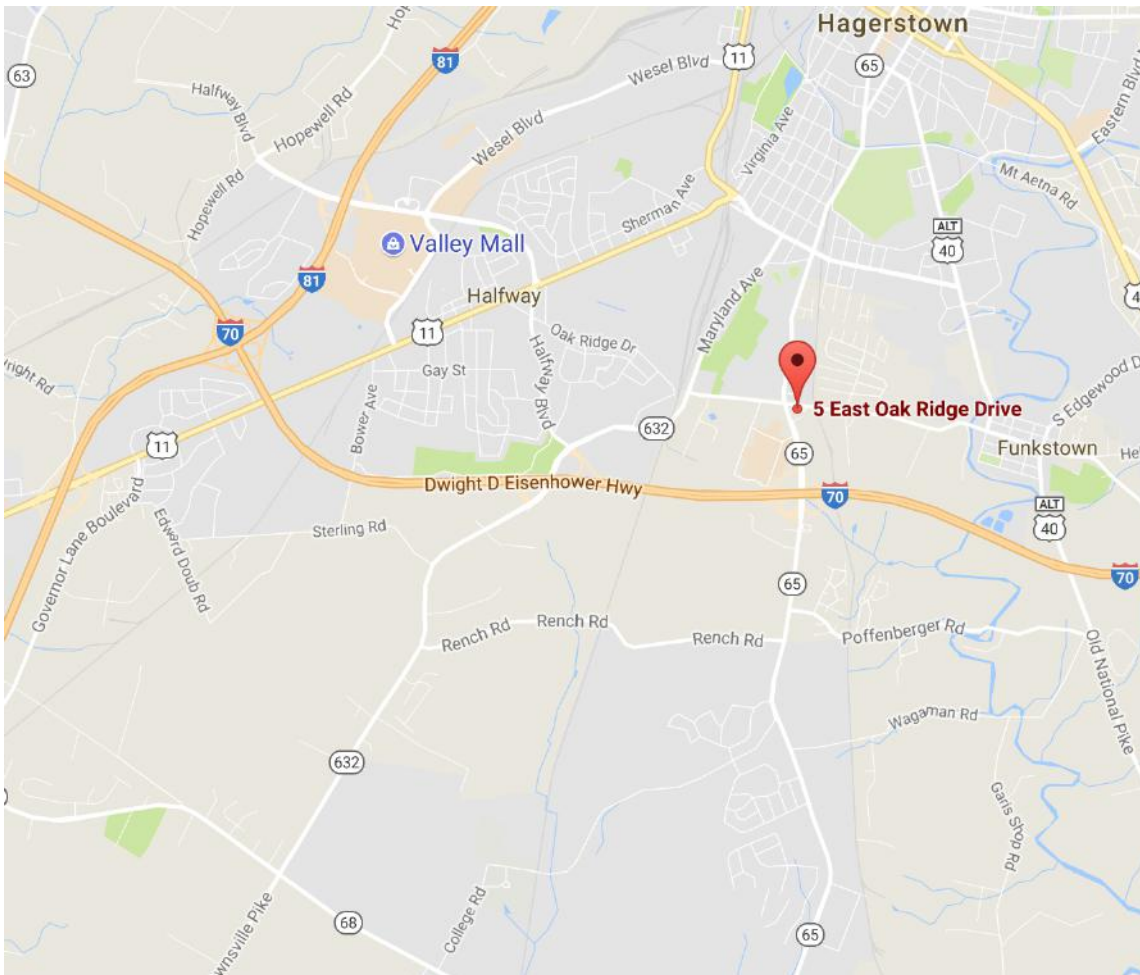 Hagerstown
63
81
11
65
Halfway Blvd
Hopewell Rd
Wesel Blvd
Wesel Blvd
Virginia Ave
Eastern Blvd
Mt Aetna Rd
Hopewell Rd
Sherman Ave
ALT
40
Valley Mall
81
Halfway
Maryland Ave
70
11
Oak Ridge Dr
Gay St
Halfway Blvd
5 East Oak Ridge Drive
S Edgewood D
Bower Ave
632
11
65
Funkstown
Dwight D Eisenhower Hwy
70
ALT
40
Governor Lane Boulevard
Edward Doub Rd
Sterling Rd
65
70
Rench Rd
Rench Rd
Rench Rd
Poffenberger Rd
Old National Pike
Wagaman Rd
632
Garis Shop Rd
68
College Rd
65
wnsville Pike